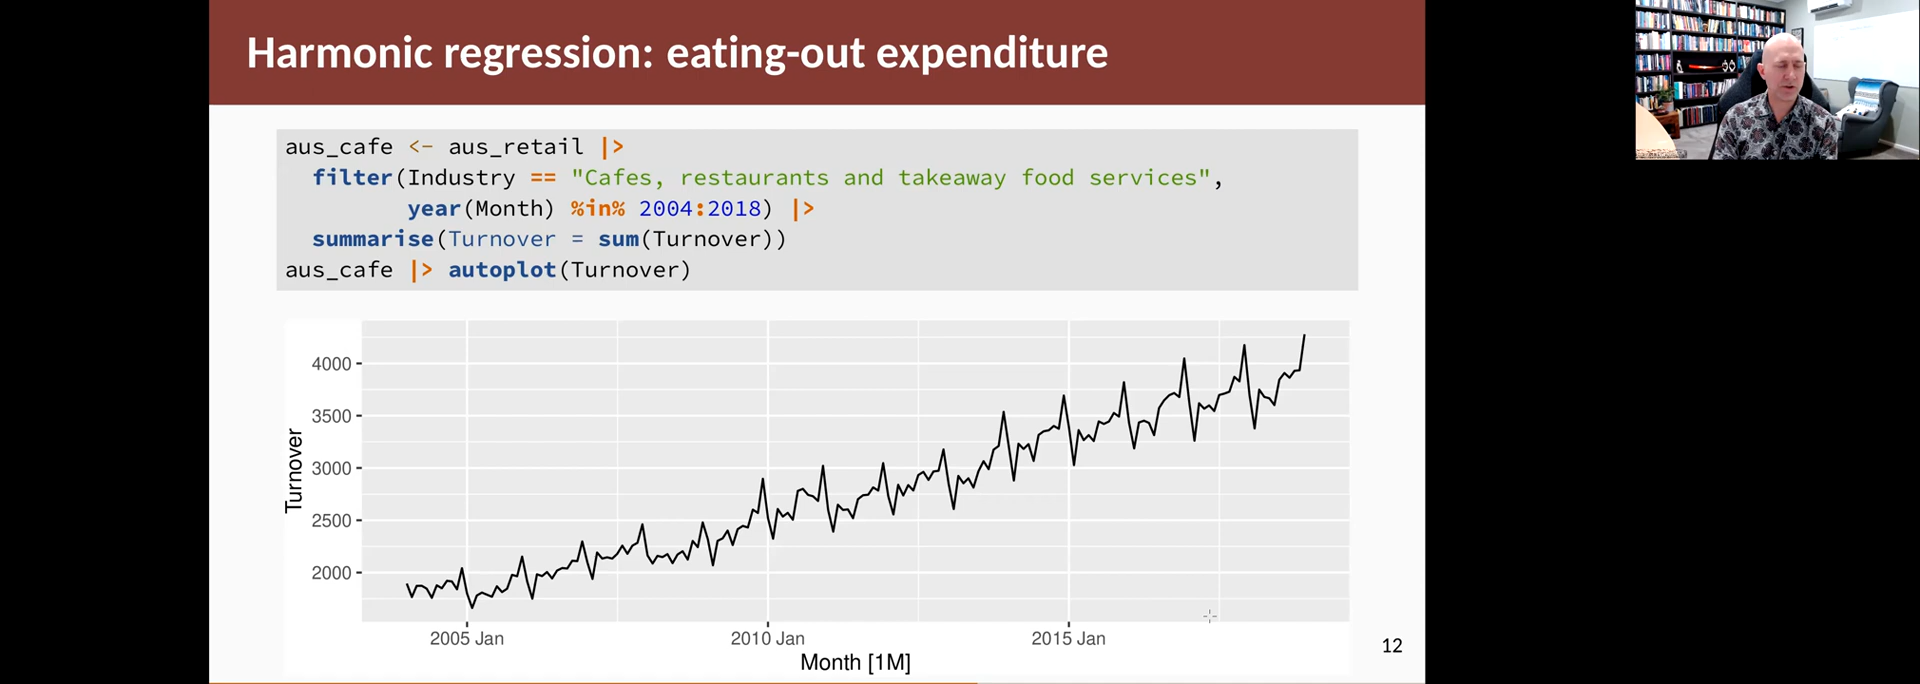 Harmonic regression: eating-out expenditure
aus_cafe <- aus_retail |>
filter(Industry == "Cafes, restaurants and takeaway food services",
year(Month) %in% 2004:2018) |>
summarise(Turnover = sum(Turnover))
aus_cafe |> autoplot(Turnover)
4000
3500
3000
2500
2000
Turnover
2005 Jan
2010 Jan
2015 Jan
Month [1M]
12